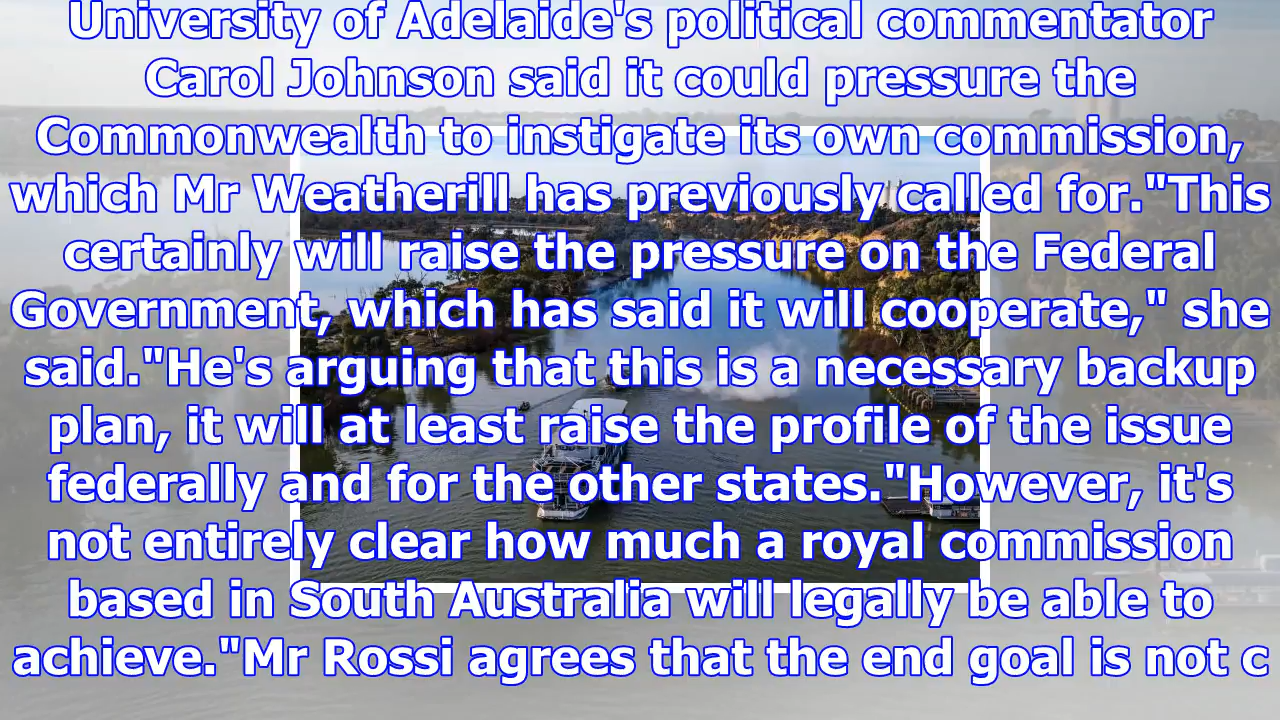 University of Adelaide's political commentator
Carol Johnson said it could pressure the
Commonwealth to instigate its own commission,
which Mr Weatherill has previously called for."This
certainly will raise the pressure on the Federal
Government, which has said it will cooperate," she
said."He's arguing that this is a necessary backup
plan, it will at least raise the profile of the issue
federally and for the other states."However, it's
not entirely clear how much a royal commission
based in South Australia will legally be able to
achieve."Mr Rossi agrees that the end goal is not c